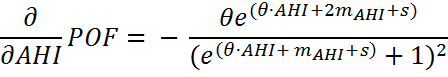 ∂/∂AHI POF = − θe^(θ·AHI+2m_AHI+s) / (e^(θ·AHI+ m_AHI+s) + 1)²